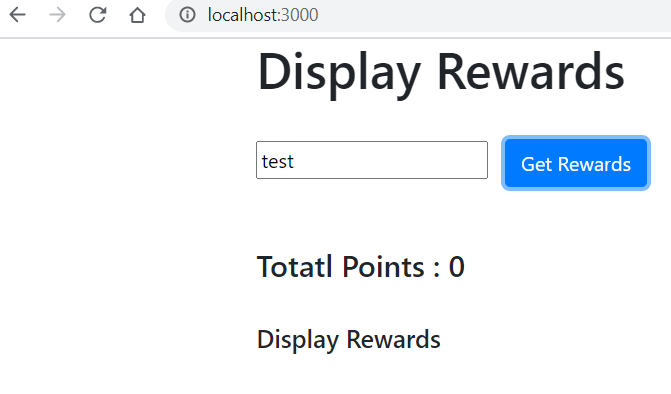 localhost:3000
Display Rewards
test
Get Rewards
Totatl Points : 0
Display Rewards